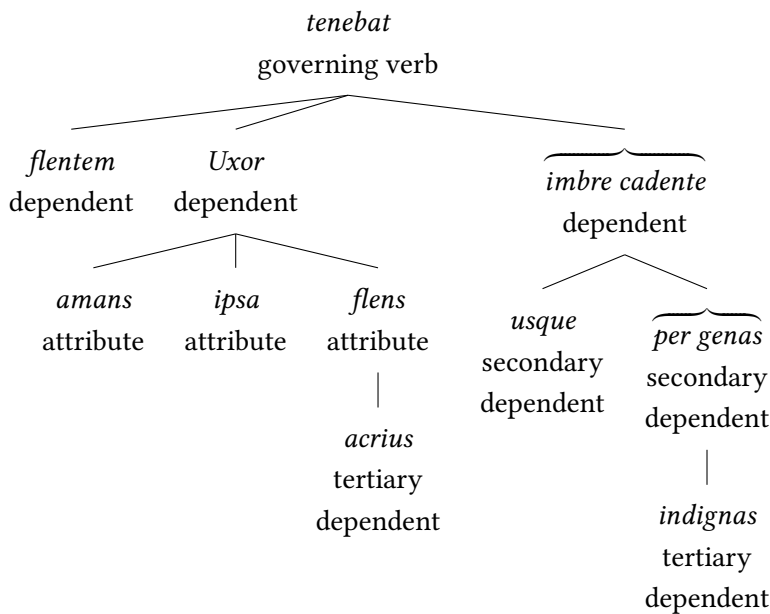 tenebat
governing verb
flentem
dependent
Uxor
dependent
imbre cadente
dependent
amans
attribute
ipsa
attribute
flens
attribute
usque
secondary
dependent
per genas
secondary
dependent
acrius
tertiary
dependent
indignas
tertiary
dependent